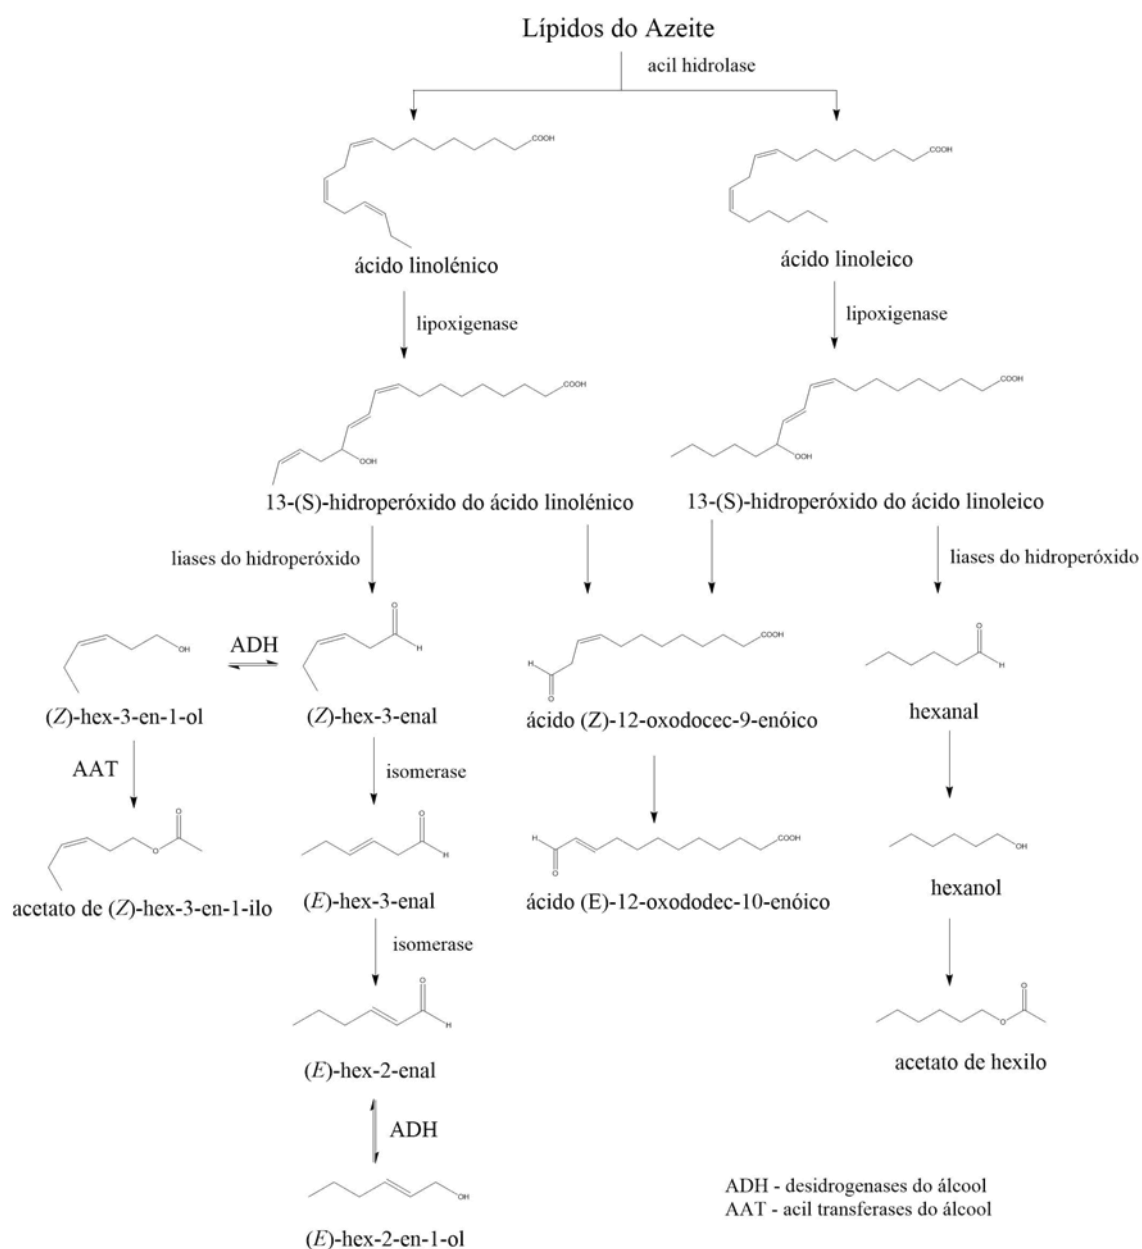 Lípidos do Azeite
acil hidrolase
COOH
COOH
ácido linolénico
ácido linoleico
lipoxigenase
lipoxigenase
COOH
COOH
OOH
OOH
13-(S)-hidroperóxido do ácido linolénico
13-(S)-hidroperóxido do ácido linoleico
liases do hidroperóxido
liases do hidroperóxido
OH
ADH
O
H
COOH
H
O
O
H
(Z)-hex-3-en-1-ol
(Z)-hex-3-enal
ácido (Z)-12-oxodocec-9-enóico
hexanal
AAT
isomerase
O
O
O
H
H
O
COOH
OH
acetato de (Z)-hex-3-en-1-ilo
(E)-hex-3-enal
ácido (E)-12-oxododec-10-enóico
hexanol
isomerase
O
H
O
O
(E)-hex-2-enal
acetato de hexilo
ADH
OH
(E)-hex-2-en-1-ol
ADH - desidrogenases do álcool
AAT - acil transferases do álcool